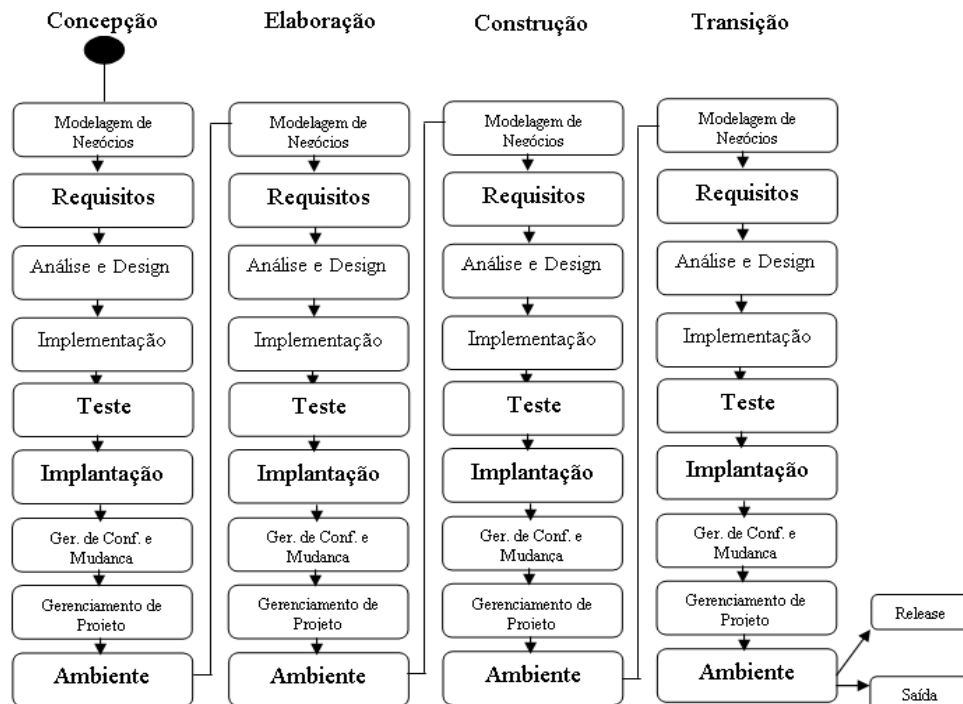 Concepção
Elaboração
Construção
Transição
Modelagem de
Negócios
Requisitos
Análise e Design
Implementação
Teste
Implantação
Ger. de Conf. e
Mudanca
Gerenciamento de
Projeto
Ambiente
Modelagem de
Negócios
Requisitos
Análise e Design
Implementação
Teste
Implantação
Ger. de Conf. e
Mudanca
Gerenciamento de
Projeto
Ambiente
Modelagem de
Negócios
Requisitos
Análise e Design
Implementação
Teste
Implantação
Ger. de Conf. e
Mudanca
Gerenciamento de
Projeto
Ambiente
Modelagem de
Negócios
Requisitos
Análise e Design
Implementação
Teste
Implantação
Ger. de Conf. e
Mudanca
Gerenciamento de
Projeto
Ambiente
Release
Saída